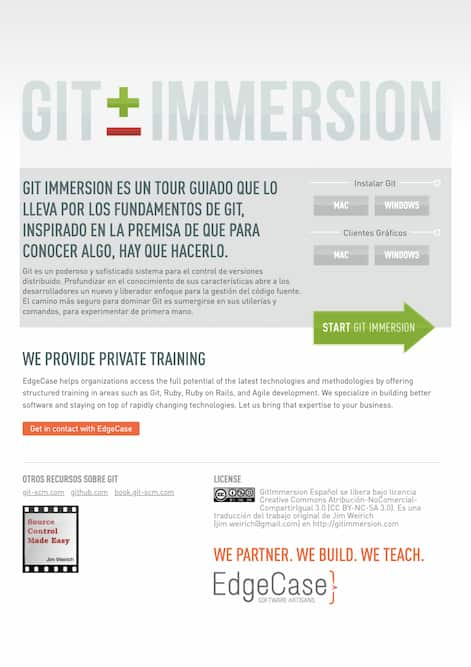 GIT ± IMMERSION
GIT IMMERSION ES UN TOUR GUIADO QUE LO
LLEVA POR LOS FUNDAMENTOS DE GIT,
INSPIRADO EN LA PREMISA DE QUE PARA
CONOCER ALGO, HAY QUE HACERLO.
Git es un poderoso y sofisticado sistema para el control de versiones
distribuido. Profundizar en el conocimiento de sus características abre a los
desarrolladores un nuevo y liberador enfoque para la gestión del código fuente.
El camino más seguro para dominar Git es sumergirse en sus utilerías y
comandos, para experimentar de primera mano.
Instalar Git
MAC WINDOWS
Clientes Gráficos
MAC WINDOWS
START GIT IMMERSION
WE PROVIDE PRIVATE TRAINING
EdgeCase helps organizations access the full potential of the latest technologies and methodologies by offering
structured training in areas such as Git, Ruby, Ruby on Rails, and Agile development. We specialize in building better
software and staying on top of rapidly changing technologies. Let us bring that expertise to your business.
Get in contact with EdgeCase
OTROS RECURSOS SOBRE GIT
git-scm.com github.com book.git-scm.com
Source
Control
Made Easy
Jim Weirich
LICENSE
GitImmersion Español se libera bajo licencia
Creative Commons Atribución-NoComercial-
CompartirIgual 3.0 (CC BY-NC-SA 3.0). Es una
traducción del trabajo original de Jim Weirich
(jim.weirich@gmail.com) en http://gitimmersion.com
WE PARTNER. WE BUILD. WE TEACH.
EdgeCase}
SOFTWARE ARTISANS